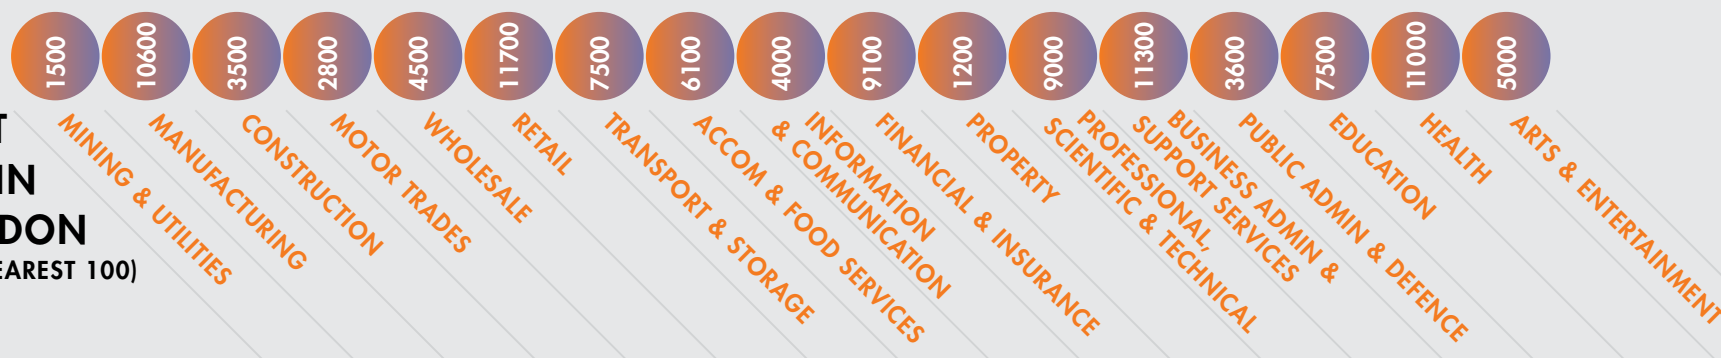 1500
10600
3500
2800
4500
11700
7500
6100
4000
9100
1200
9000
11300
3600
7500
11000
5000
MINING & UTILITIES
MANUFACTURING
CONSTRUCTION
MOTOR TRADES
WHOLESALE
RETAIL
TRANSPORT & STORAGE
ACCOM & FOOD SERVICES
INFORMATION
& COMMUNICATION
FINANCIAL & INSURANCE
PROPERTY
PROFESSIONAL,
SCIENTIFIC & TECHNICAL
BUSINESS ADMIN &
SUPPORT SERVICES
PUBLIC ADMIN & DEFENCE
EDUCATION
HEALTH
ARTS & ENTERTAINMENT
T
IN
DON
EAREST 100)